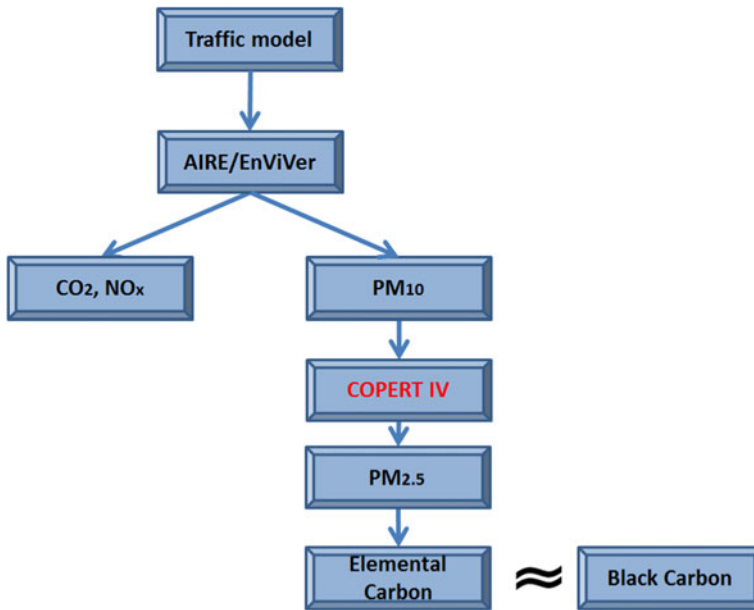 Traffic model
AIRE/EnViVer
CO₂, NOₓ
PM₁₀
COPERT IV
PM₂.₅
Elemental
Carbon
≈
Black Carbon